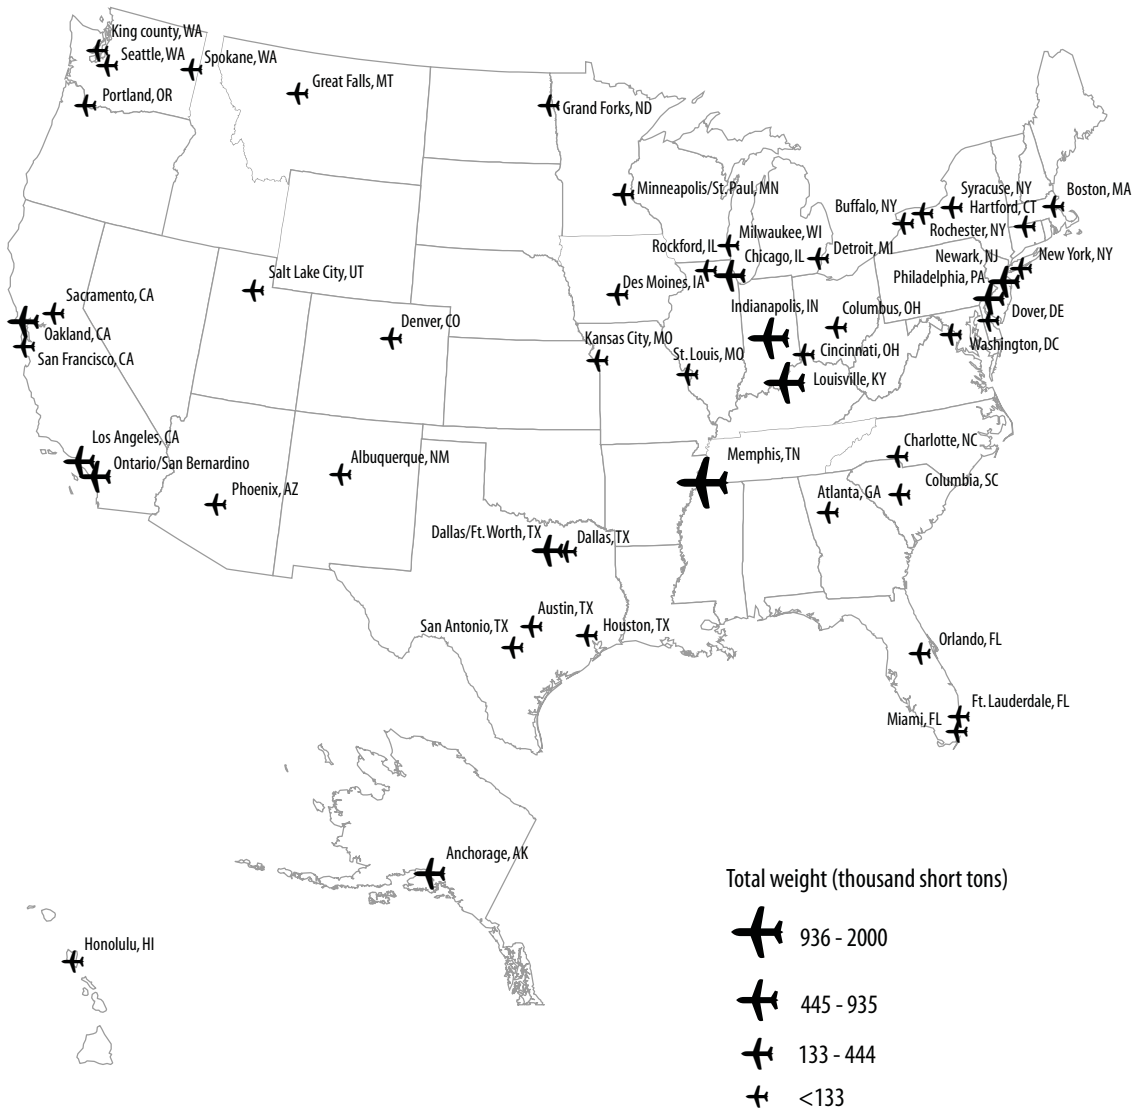 King county, WA
Seattle, WA
Spokane, WA
Great Falls, MT
Portland, OR
Grand Forks, ND
Minneapolis/St. Paul, MN
Syracuse, NY
Boston, MA
Buffalo, NY
Hartford, CT
Rochester, NY
Milwaukee, WI
Rockford, IL
Detroit, MI
Chicago, IL
Newark, NJ
New York, NY
Salt Lake City, UT
Philadelphia, PA
Des Moines, IA
Sacramento, CA
Indianapolis, IN
Columbus, OH
Dover, DE
Denver, CO
Oakland, CA
Kansas City, MO
Washington, DC
San Francisco, CA
St. Louis, MO
Cincinnati, OH
Louisville, KY
Los Angeles, CA
Charlotte, NC
Ontario/San Bernardino
Albuquerque, NM
Memphis, TN
Columbia, SC
Phoenix, AZ
Atlanta, GA
Dallas/Ft. Worth, TX
Dallas, TX
Austin, TX
San Antonio, TX
Houston, TX
Orlando, FL
Ft. Lauderdale, FL
Miami, FL
Anchorage, AK
Honolulu, HI
Total weight (thousand short tons)
936 - 2000
445 - 935
133 - 444
<133